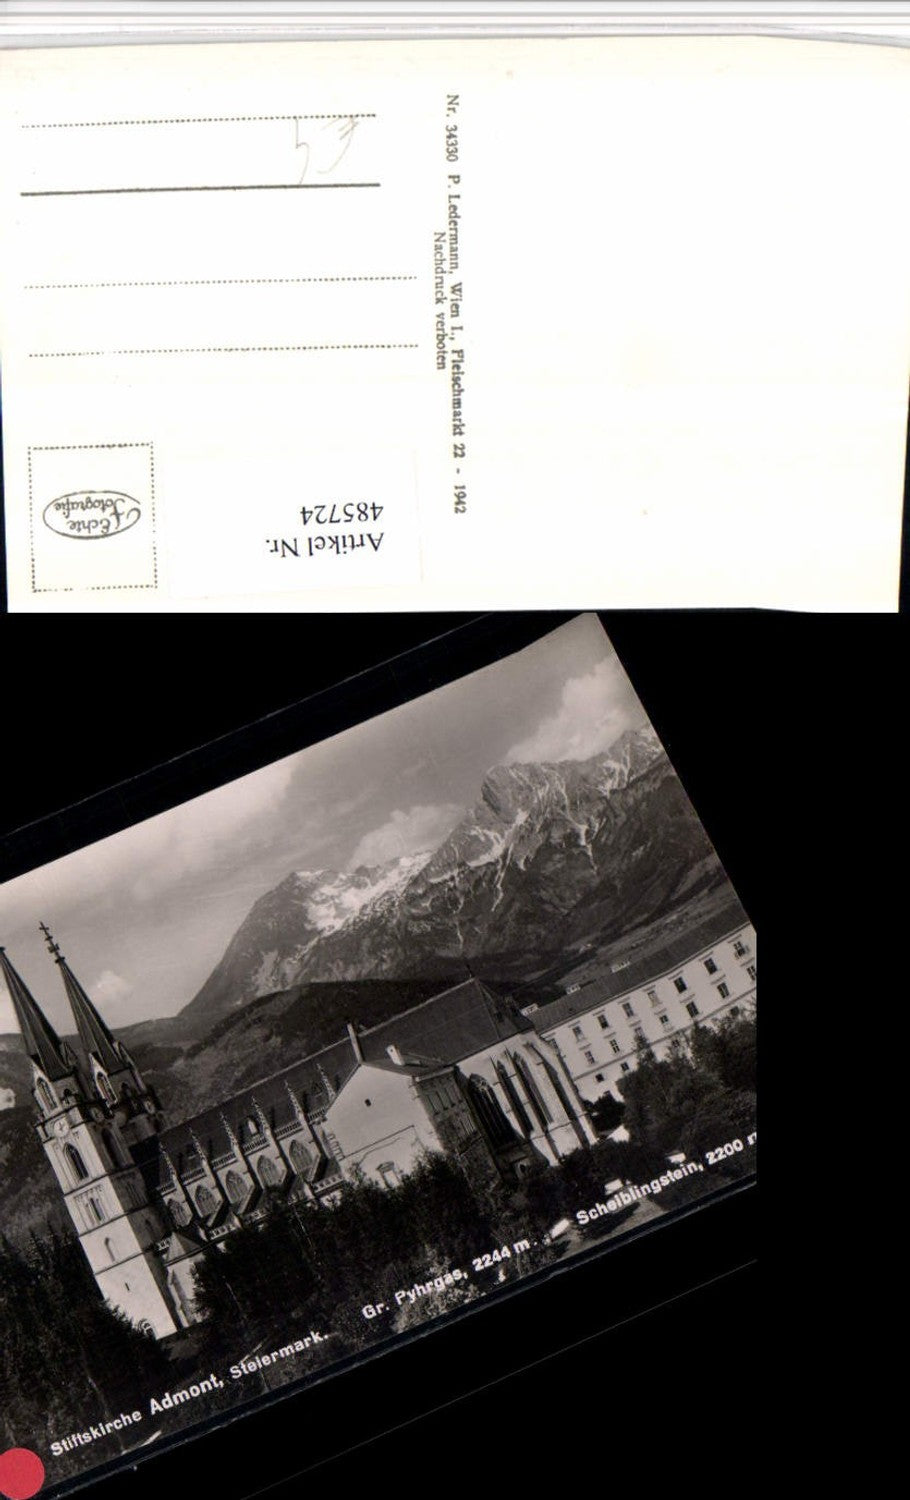 Nr. 34330 P. Ledermann, Wien I., Fleischmarkt 22 - 1942
Nachdruck verboten
Artikel Nr.
485724
Echte
Fotografie
Stiftskirche Admont, Steiermark. Gr. Pyhrgas, 2244 m. Scheiblingstein, 2200 m